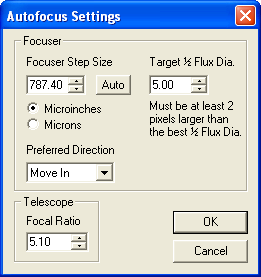 Autofocus Settings
Focuser
Focuser Step Size
Target ½ Flux Dia.
787.40
Auto
5.00
Microinches
Microns
Must be at least 2
pixels larger than
the best ½ Flux Dia.
Preferred Direction
Move In
Telescope
Focal Ratio
5.10
OK
Cancel